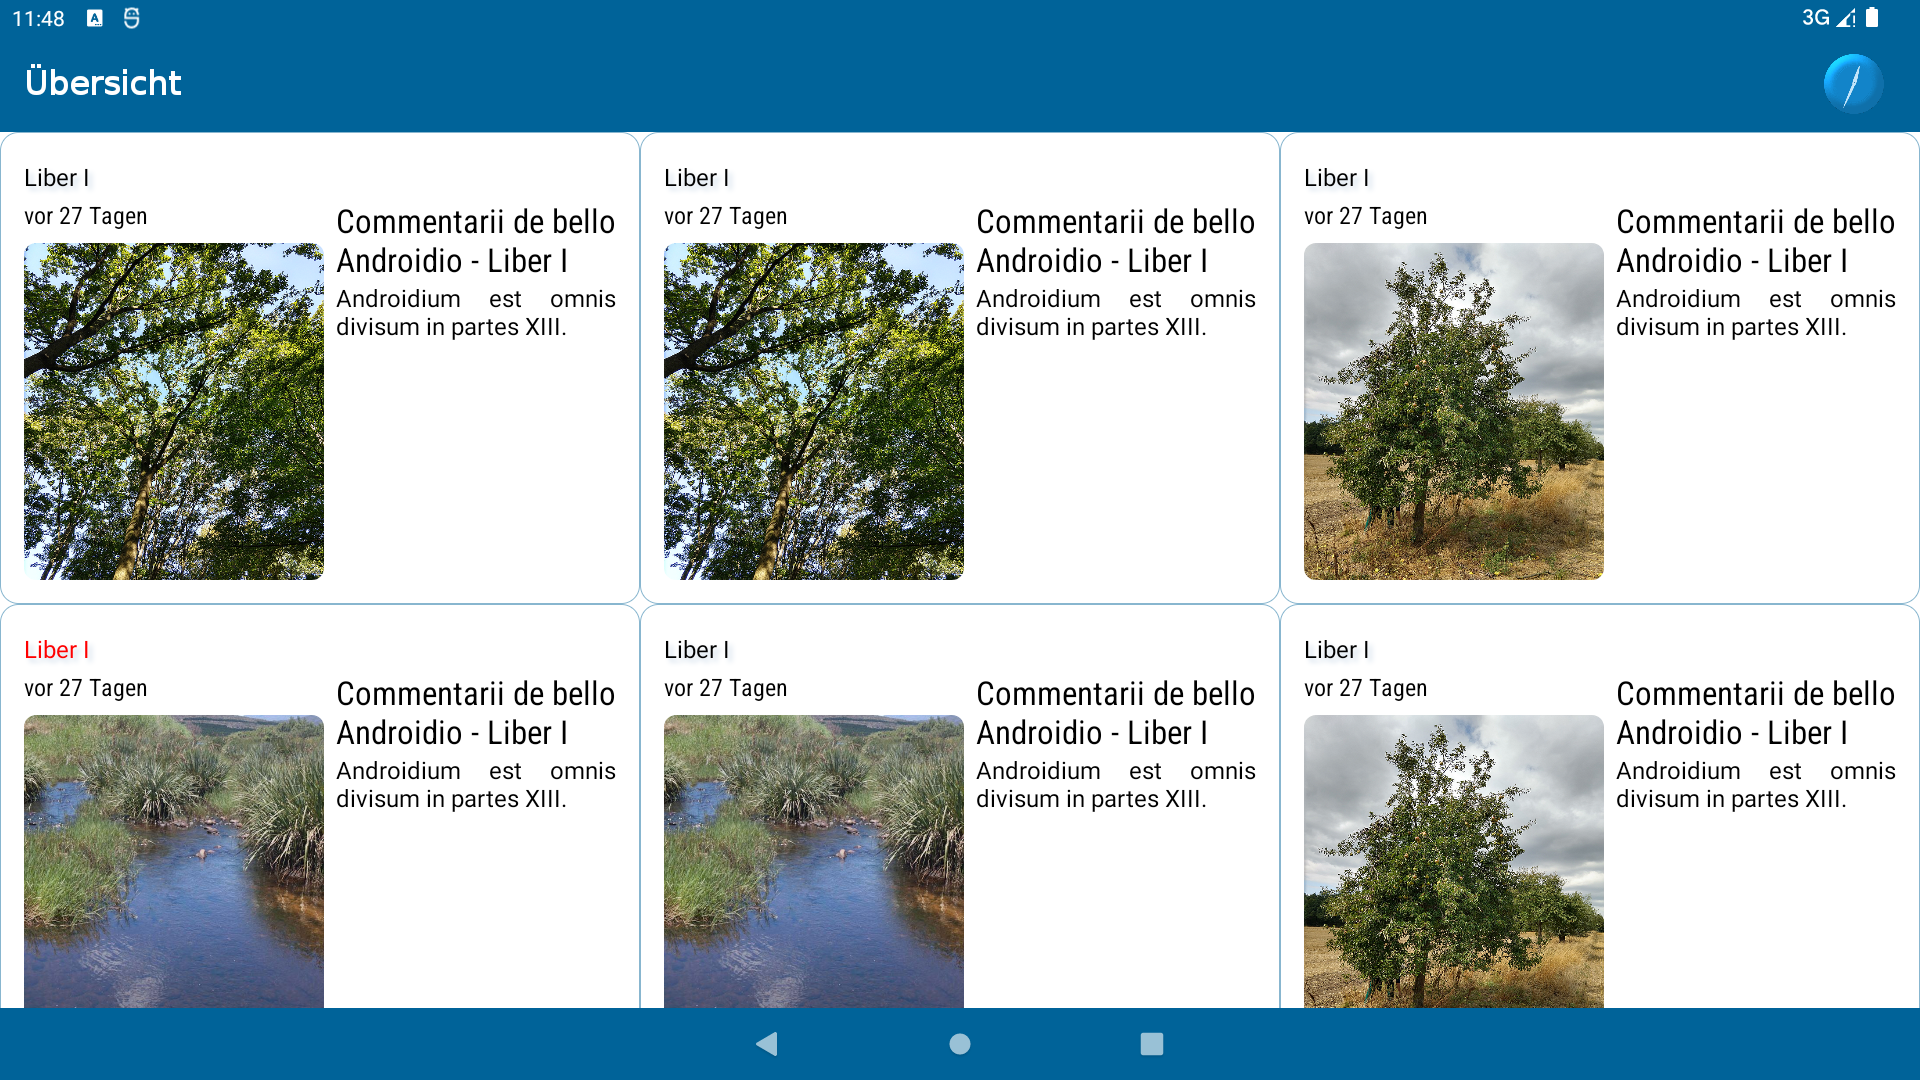 11:48
3G
Übersicht
Liber I
vor 27 Tagen
Commentarii de bello
Androidio - Liber I
Androidium est omnis
divisum in partes XIII.
Liber I
vor 27 Tagen
Commentarii de bello
Androidio - Liber I
Androidium est omnis
divisum in partes XIII.
Liber I
vor 27 Tagen
Commentarii de bello
Androidio - Liber I
Androidium est omnis
divisum in partes XIII.
Liber I
vor 27 Tagen
Commentarii de bello
Androidio - Liber I
Androidium est omnis
divisum in partes XIII.
Liber I
vor 27 Tagen
Commentarii de bello
Androidio - Liber I
Androidium est omnis
divisum in partes XIII.
Liber I
vor 27 Tagen
Commentarii de bello
Androidio - Liber I
Androidium est omnis
divisum in partes XIII.